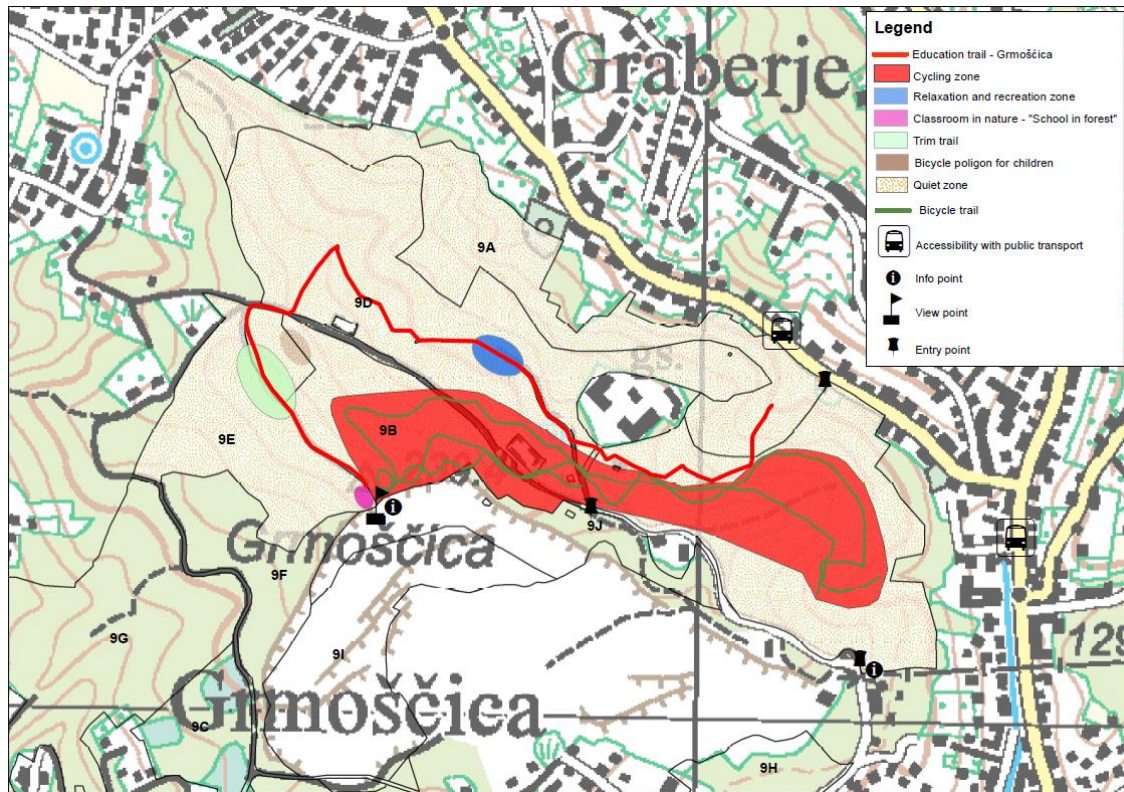 Legend
Education trail - Grmoščica
Cycling zone
Relaxation and recreation zone
Classroom in nature - "School in forest"
Trim trail
Bicycle poligon for children
Quiet zone
Bicycle trail
Accessibility with public transport
Info point
View point
Entry point
Graberje
9A
9D
gs.
9B
9E
9J
Grmoščica
9F
9G
9I
129
Grmoščica
9C
9H